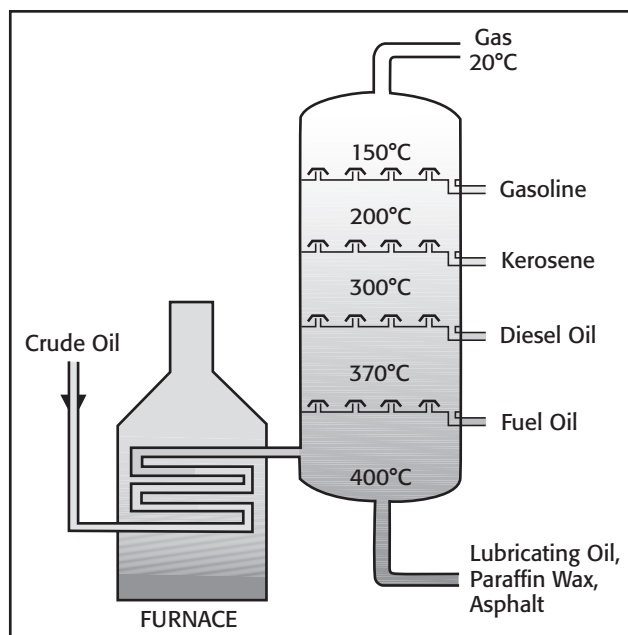 Gas
20°C
150°C
Gasoline
200°C
Kerosene
300°C
Crude Oil
Diesel Oil
370°C
Fuel Oil
400°C
Lubricating Oil,
Paraffin Wax,
Asphalt
FURNACE